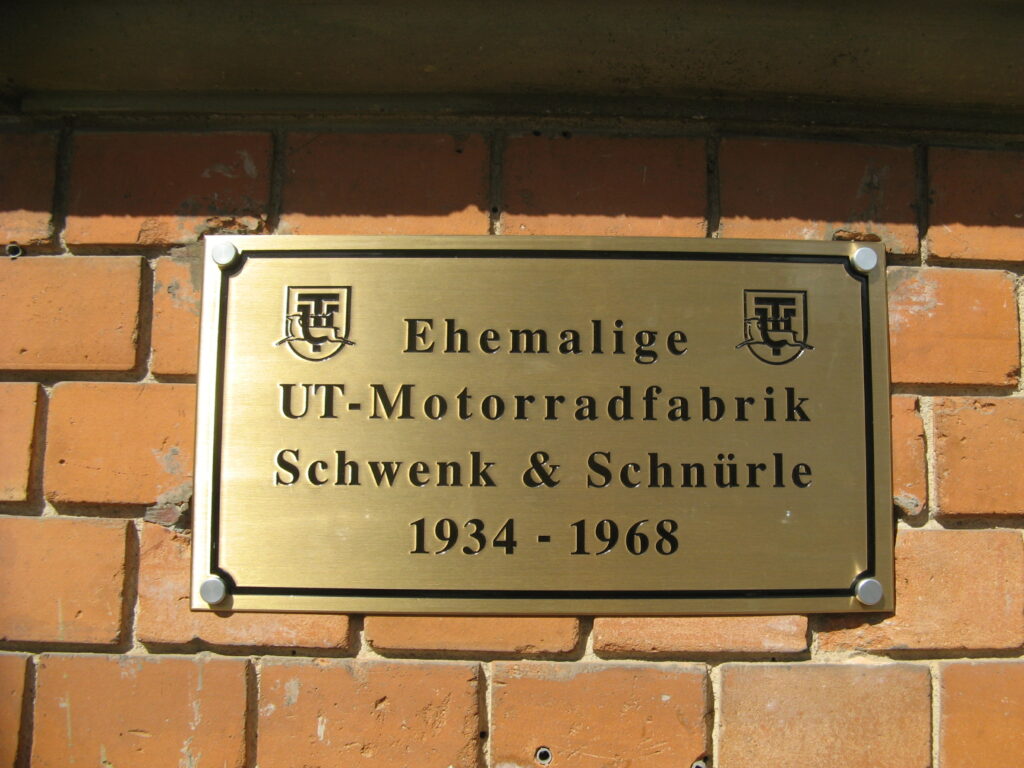 Ehemalige
UT-Motorradfabrik
Schwenk & Schnürle
1934 - 1968